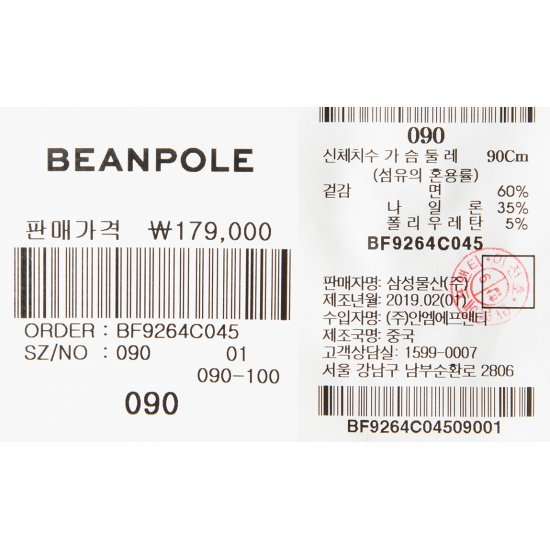 BEANPOLE
판매가격 ₩179,000
ORDER : BF9264C045
SZ/NO : 090 01
090-100
090
090
신체치수 가 슴 둘 레 90Cm
(섬유의 혼용률)
겉감 면 60%
나 일 론 35%
폴 리 우 레 탄 5%
BF9264C045
판매자명: 삼성물산(주)
제조년월: 2019.02(01)
수입자명: (주)안엠에드앤티
제조국명: 중국
고객상담실: 1599-0007
서울 강남구 남부순환로 2806
BF9264C04509001